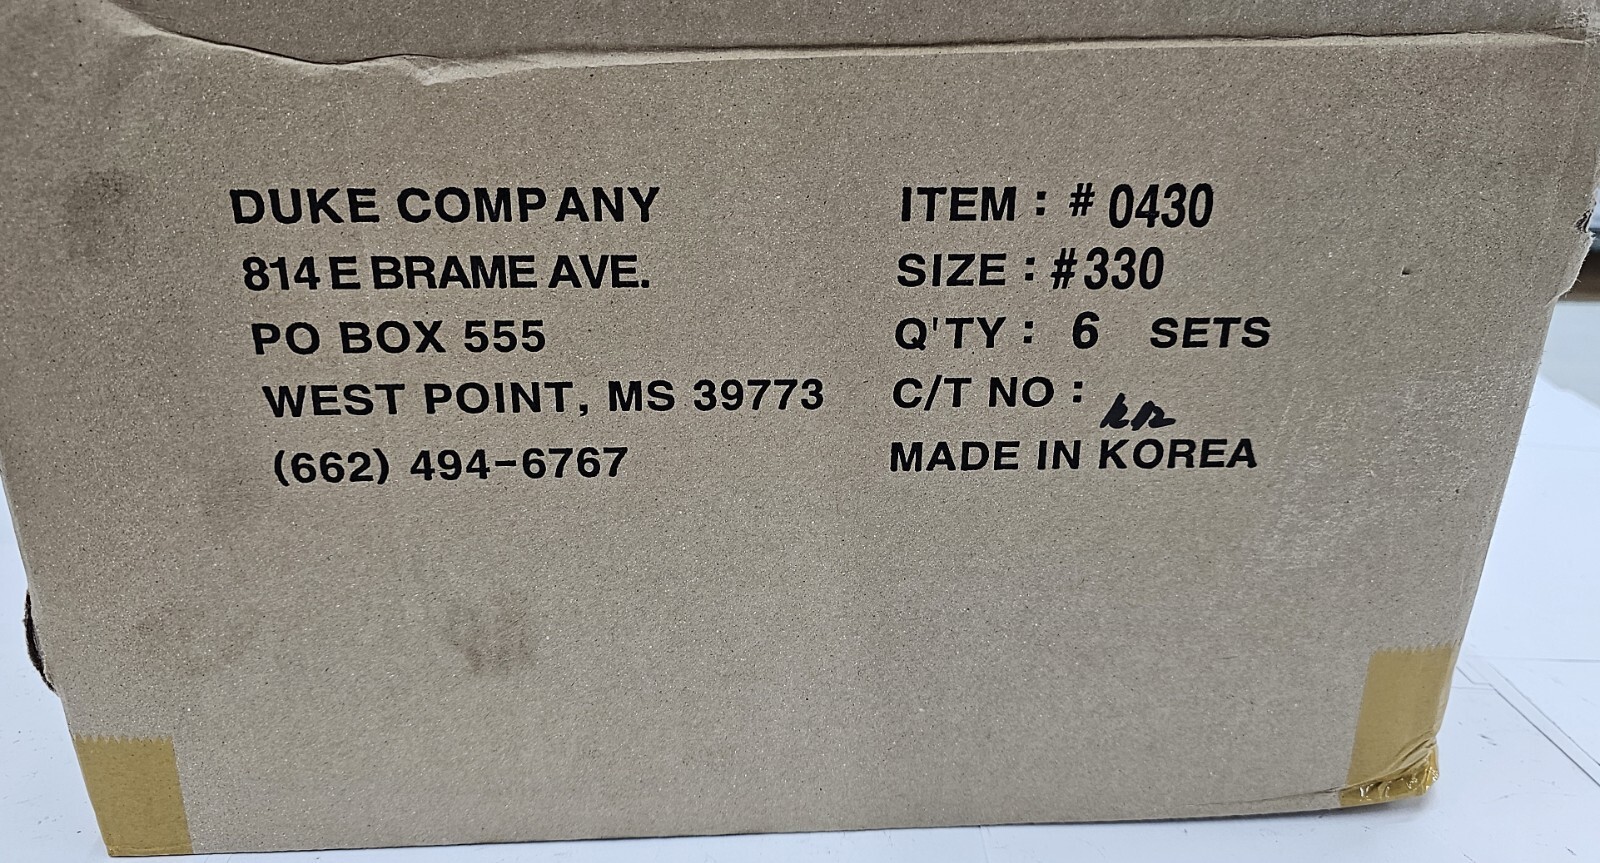 DUKE COMPANY
814 E BRAME AVE.
PO BOX 555
WEST POINT, MS 39773
(662) 494-6767
ITEM : # 0430
SIZE : #330
Q'TY : 6 SETS
C/T NO :
MADE IN KOREA